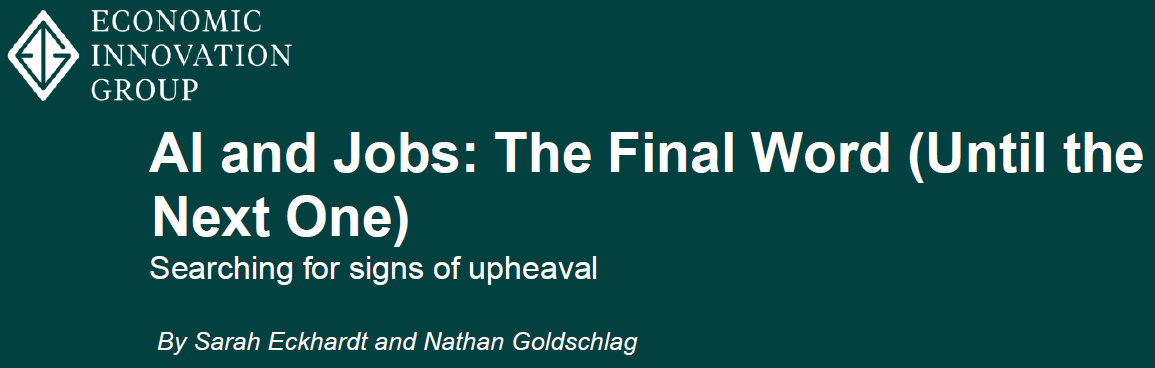 ECONOMIC
INNOVATION
GROUP
AI and Jobs: The Final Word (Until the
Next One)
Searching for signs of upheaval
By Sarah Eckhardt and Nathan Goldschlag